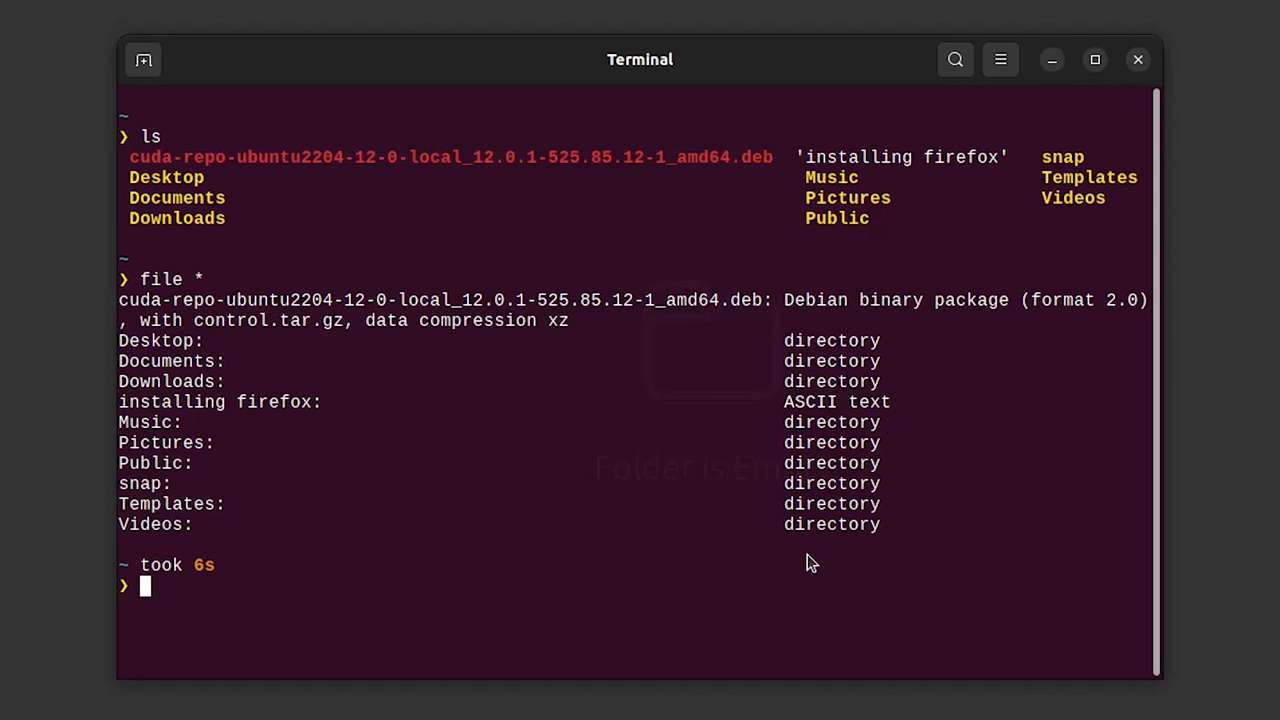 Terminal
~
❯ ls
cuda-repo-ubuntu2204-12-0-local_12.0.1-525.85.12-1_amd64.deb 'installing firefox' snap
Desktop Music Templates
Documents Pictures Videos
Downloads Public
~
❯ file *
cuda-repo-ubuntu2204-12-0-local_12.0.1-525.85.12-1_amd64.deb: Debian binary package (format 2.0)
, with control.tar.gz, data compression xz
Desktop: directory
Documents: directory
Downloads: directory
installing firefox: ASCII text
Music: directory
Pictures: directory
Public: directory
Folder is Em
snap: directory
Templates: directory
Videos: directory
~ took 6s
❯